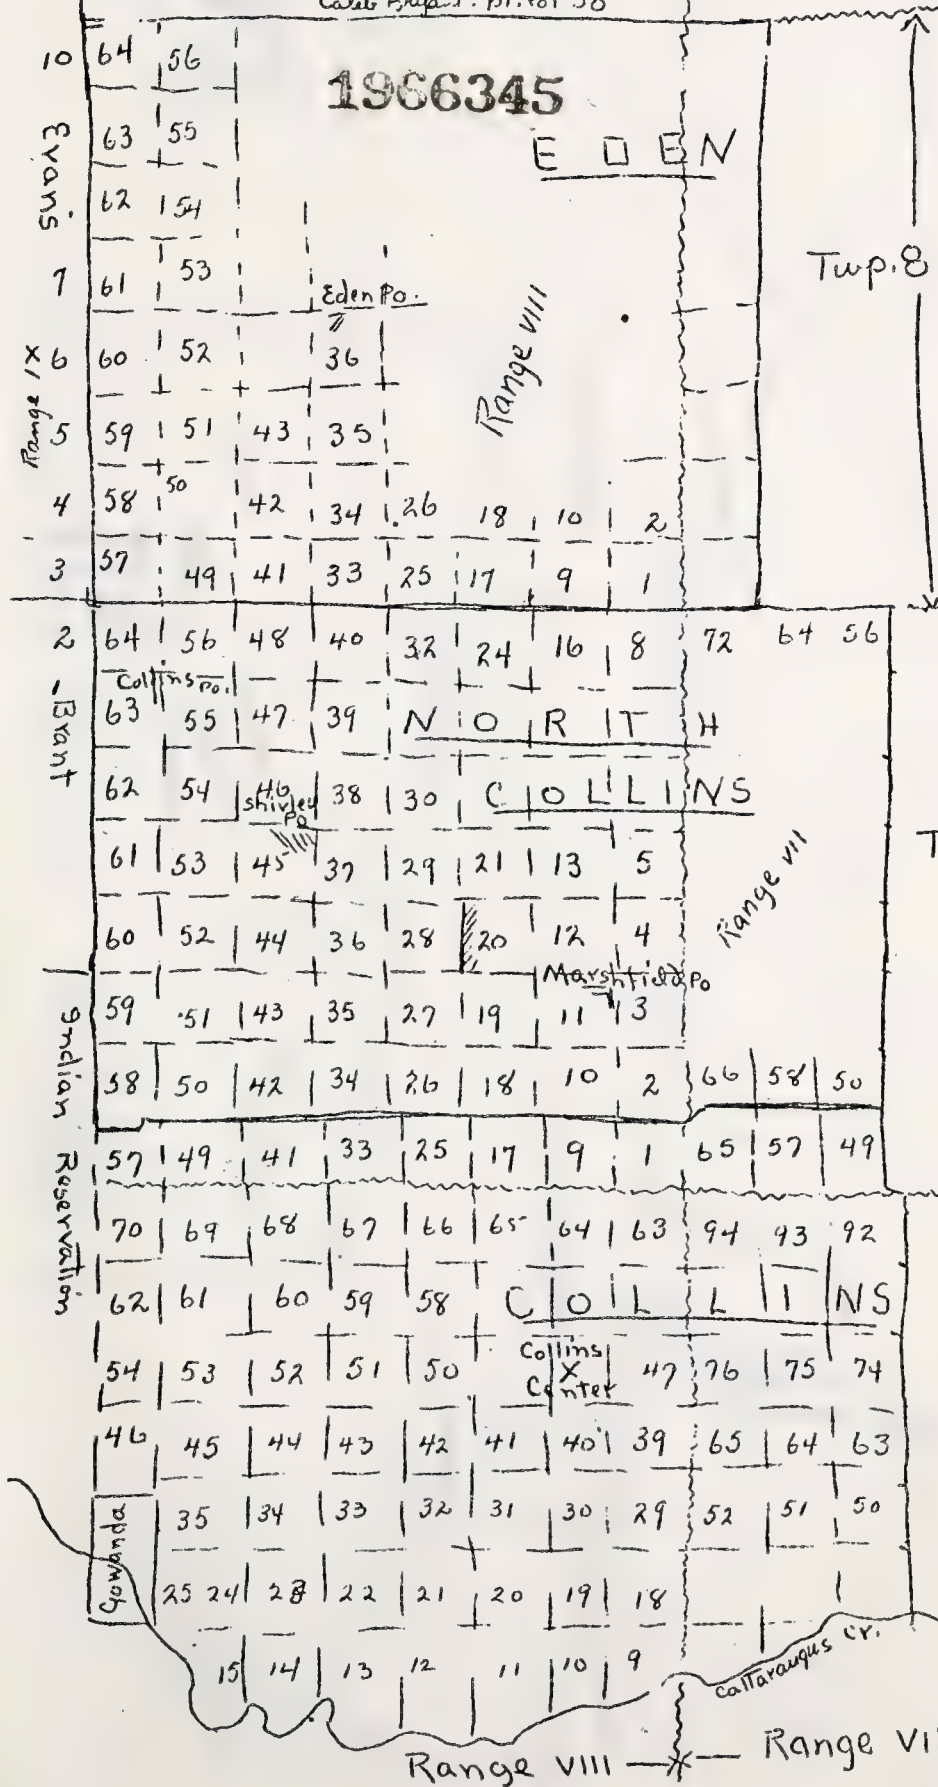 Caleb Bryant. Pt. lot 50
10 64 56
1966345
63 55
E D E N
Evans
62 54
Twp. 8
7 61 53
Eden Po.
Range VIII
6 60 52 36
Range IX
5 59 51 43 35
4 58 50 42 34 26 18 10 2
3 57 49 41 33 25 17 9 1
2 64 56 48 40 32 24 16 8 72 64 56
Collins Po.
Brant
63 55 47 39 N O R T H
62 54 46 38 30 C O L L I N S
Shirley
Po
T
61 53 45 37 29 21 13 5
Range VII
60 52 44 36 28 20 12 4
Marshfield Po
59 51 43 35 27 19 11 3
Indian Reservation
58 50 42 34 26 18 10 2 66 58 50
57 49 41 33 25 17 9 1 65 57 49
70 69 68 67 66 65 64 63 94 93 92
62 61 60 59 58 C O L L I N S
54 53 52 51 50 Collins 47 76 75 74
X
Center
46 45 44 43 42 41 40 39 65 64 63
Gowanda
35 34 33 32 31 30 29 52 51 50
25 24 23 22 21 20 19 18
15 14 13 12 11 10 9
Cattaraugus Cr.
Range VIII Range VI